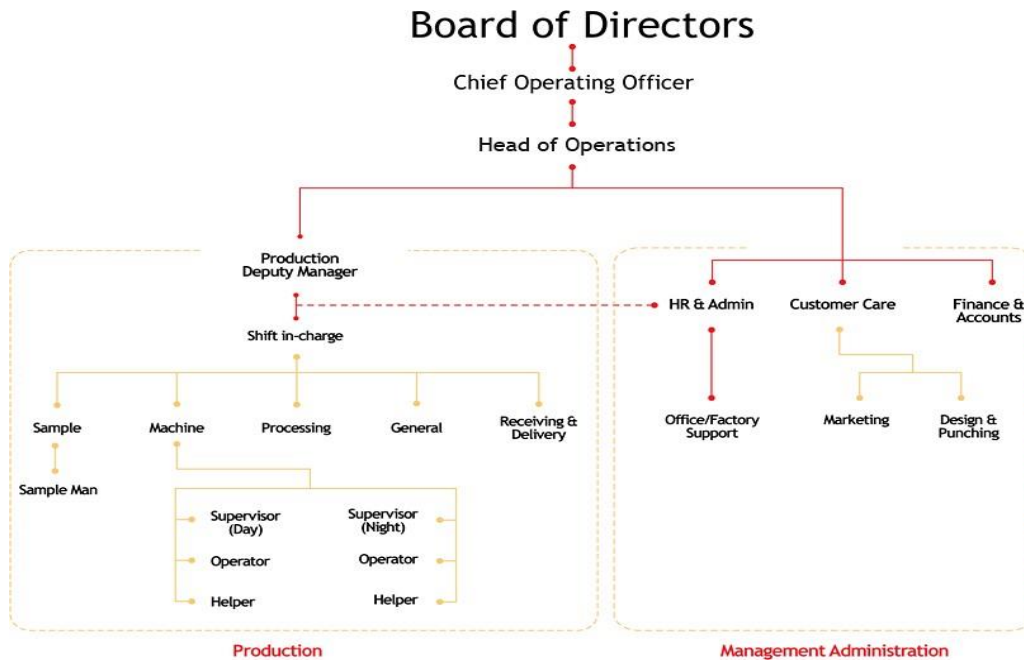 Board of Directors
Chief Operating Officer
Head of Operations
Production
Deputy Manager
HR & Admin
Customer Care
Finance &
Accounts
Shift in-charge
Sample
Machine
Processing
General
Receiving &
Delivery
Office/Factory
Support
Marketing
Design &
Punching
Sample Man
Supervisor
(Day)
Supervisor
(Night)
Operator
Operator
Helper
Helper
Production
Management Administration